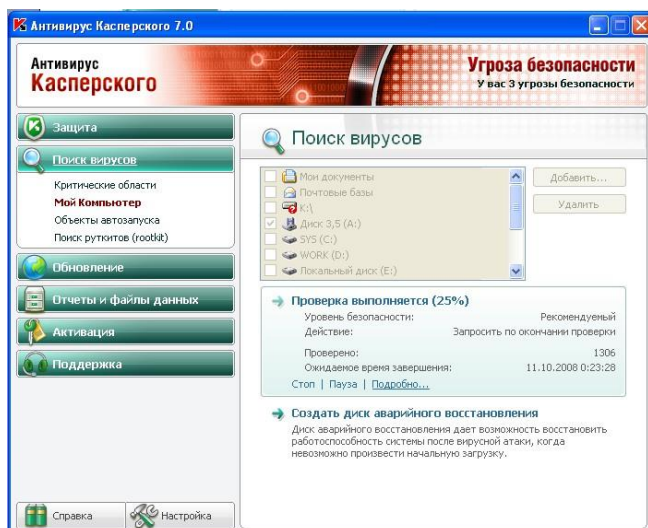 Антивирус Касперского 7.0
Антивирус
Касперского
Угроза безопасности
У вас 3 угрозы безопасности
Защита
Поиск вирусов
Критические области
Мой Компьютер
Объекты автозапуска
Поиск руткитов (rootkit)
Обновление
Отчеты и файлы данных
Активация
Поддержка
Справка
Настройка
Поиск вирусов
Мои документы
Почтовые базы
K:\
Диск 3,5 (A:)
SYS (C:)
WORK (D:)
Локальный диск (E:)
Добавить...
Удалить
Проверка выполняется (25%)
Уровень безопасности: Рекомендуемый
Действие: Запросить по окончании проверки
Проверено: 1306
Ожидаемое время завершения: 11.10.2008 0:23:28
Стоп | Пауза | Подробно...
Создать диск аварийного восстановления
Диск аварийного восстановления дает возможность восстановить
работоспособность системы после вирусной атаки, когда
невозможно произвести начальную загрузку.